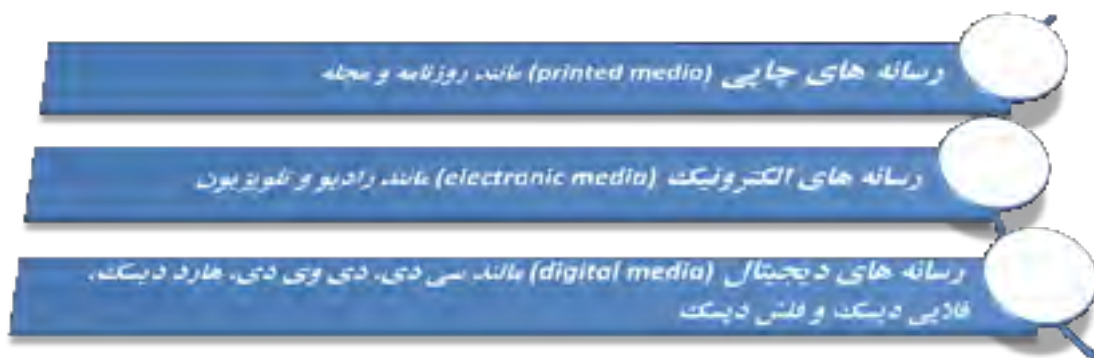 رسانه های چاپی (printed media) مانند روزنامه و مجله
رسانه های الکترونیک (electronic media) مانند رادیو و تلویزیون
رسانه های دیجیتال (digital media) مانند سی دی، دی وی دی، هارد دیسک،
فلاپی دیسک و فلش دیسک